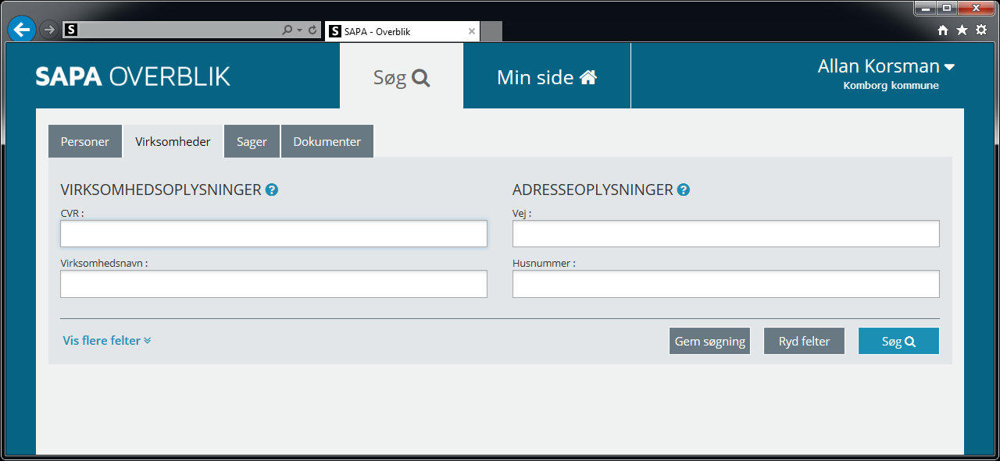 S
S SAPA - Overblik
SAPA OVERBLIK
Søg
Min side
Allan Korsman
Komborg kommune
Personer
Virksomheder
Sager
Dokumenter
VIRKSOMHEDSOPLYSNINGER ?
ADRESSEOPLYSNINGER ?
CVR :
Vej :
Virksomhedsnavn :
Husnummer :
Vis flere felter
Gem søgning
Ryd felter
Søg